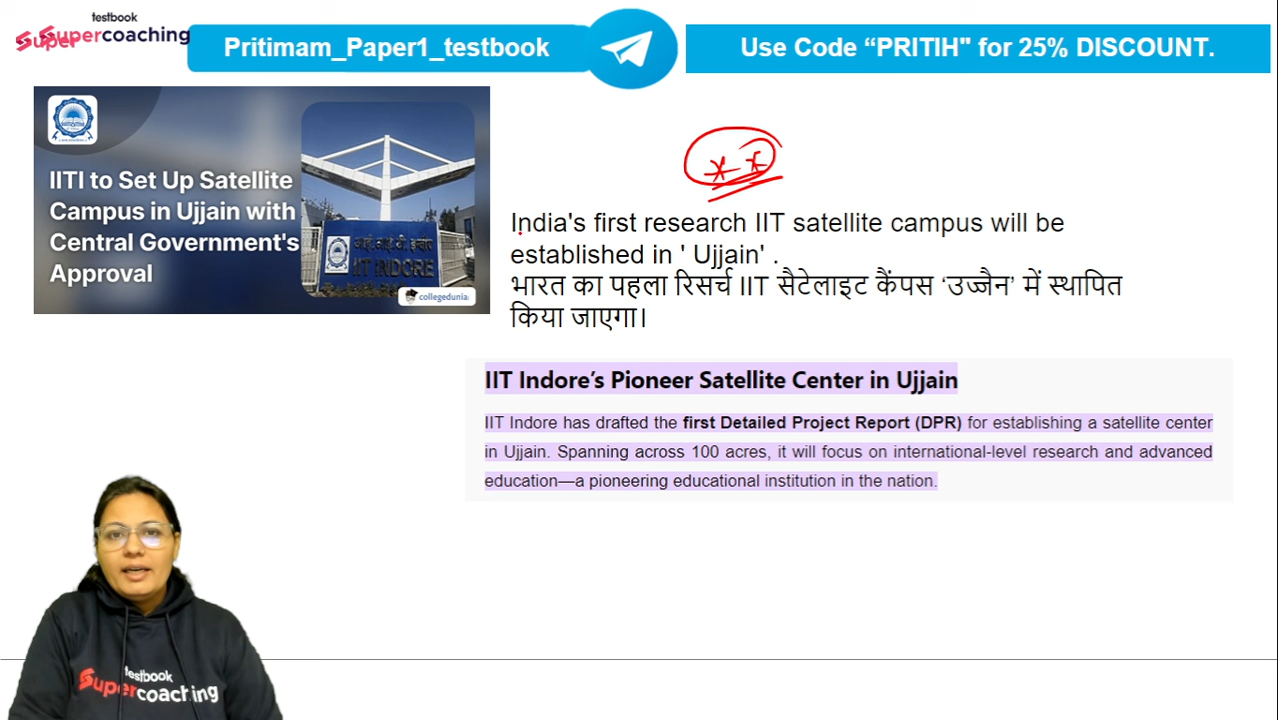 testbook
Supercoaching
Super
Pritimam_Paper1_testbook
Use Code “PRITIH" for 25% DISCOUNT.
IITI to Set Up Satellite
Campus in Ujjain with
Central Government's
Approval
आई.आई.टी. इन्दौर
IIT INDORE
collegedunia
India's first research IIT satellite campus will be
established in ' Ujjain' .
भारत का पहला रिसर्च IIT सैटेलाइट कैंपस ‘उज्जैन’ में स्थापित
किया जाएगा।
IIT Indore’s Pioneer Satellite Center in Ujjain
IIT Indore has drafted the first Detailed Project Report (DPR) for establishing a satellite center
in Ujjain. Spanning across 100 acres, it will focus on international-level research and advanced
education—a pioneering educational institution in the nation.
testbook
Supercoaching